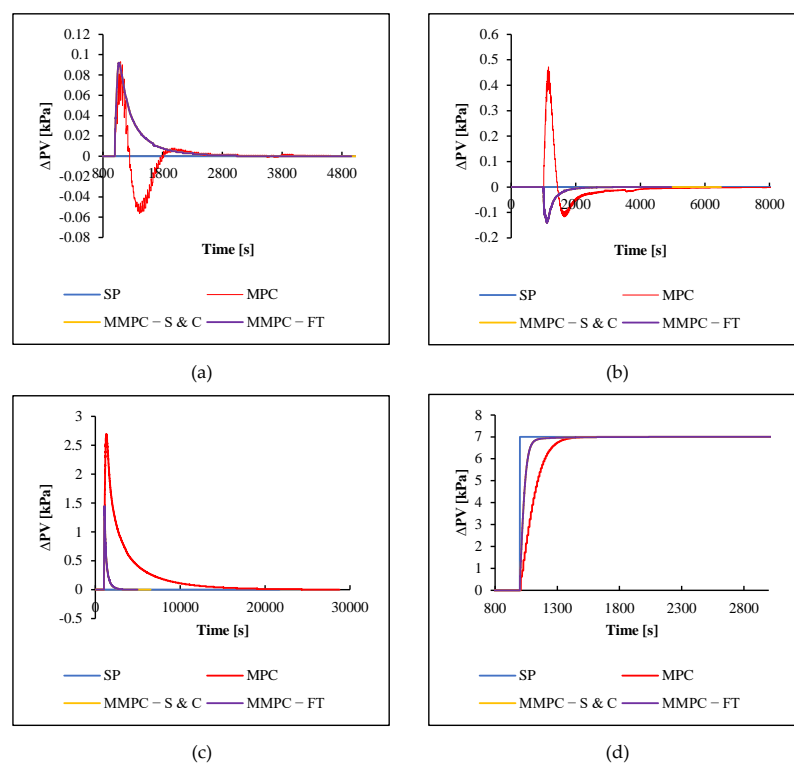 0.12
0.1
0.08
0.06
0.04
0.02
0
-0.02
-0.04
-0.06
-0.08
800 1800 2800 3800 4800
ΔPV [kPa]
Time [s]
SP MPC
MMPC − S & C MMPC − FT
(a)
0.6
0.5
0.4
0.3
0.2
0.1
0
-0.1
-0.2
0 2000 4000 6000 8000
ΔPV [kPa]
Time [s]
SP MPC
MMPC − S & C MMPC − FT
(b)
3
2.5
2
1.5
1
0.5
0
-0.5
0 10000 20000 30000
ΔPV [kPa]
Time [s]
SP MPC
MMPC − S & C MMPC − FT
(c)
8
7
6
5
4
3
2
1
0
800 1300 1800 2300 2800
ΔPV [kPa]
Time [s]
SP MPC
MMPC − S & C MMPC − FT
(d)